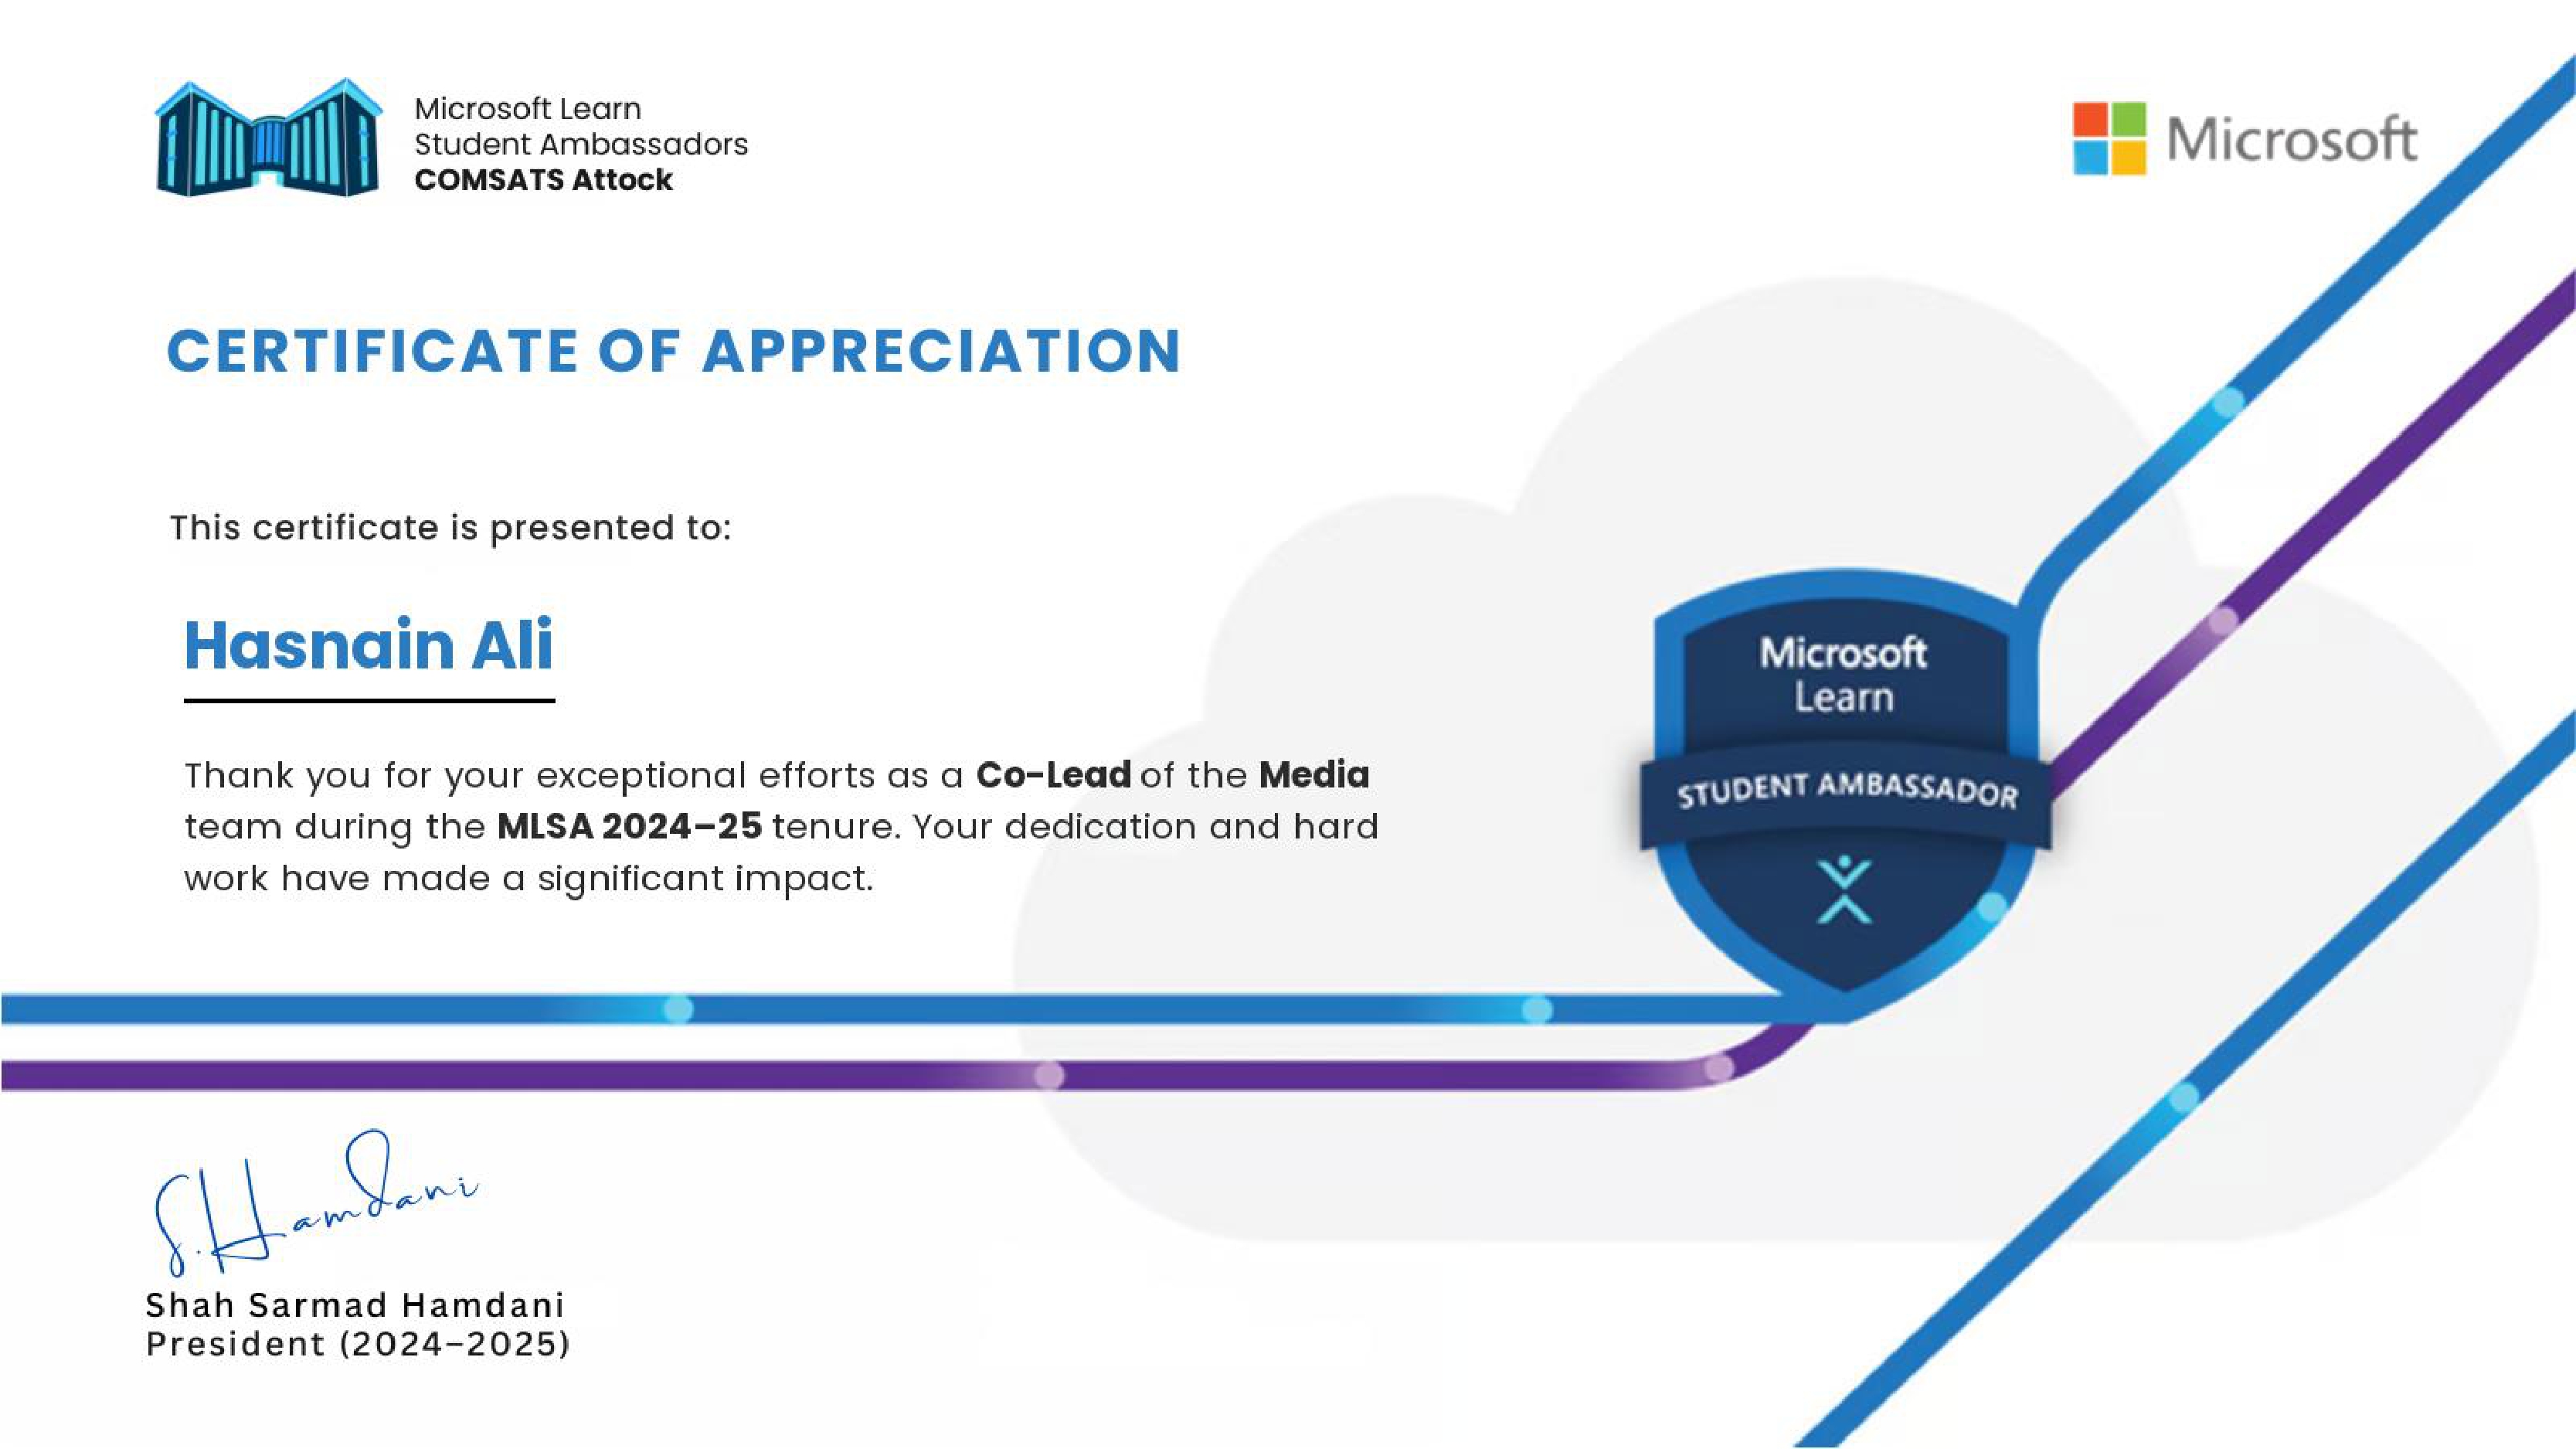 Microsoft Learn
Student Ambassadors
COMSATS Attock
Microsoft
CERTIFICATE OF APPRECIATION
This certificate is presented to:
Hasnain Ali
Thank you for your exceptional efforts as a Co-Lead of the Media
team during the MLSA 2024–25 tenure. Your dedication and hard
work have made a significant impact.
Microsoft
Learn
STUDENT AMBASSADOR
S.Hamdani
Shah Sarmad Hamdani
President (2024–2025)